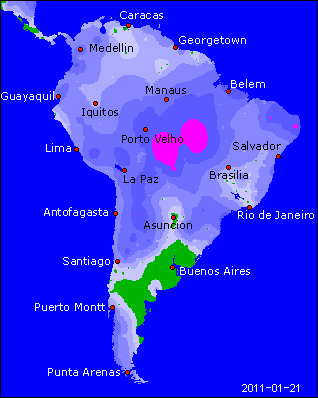 Caracas
Medellin
Georgetown
Guayaquil
Manaus
Belem
Iquitos
Porto Velho
Lima
Salvador
La Paz
Brasilia
Antofagasta
Rio de Janeiro
Asuncion
Santiago
Buenos Aires
Puerto Montt
Punta Arenas
2011-01-21